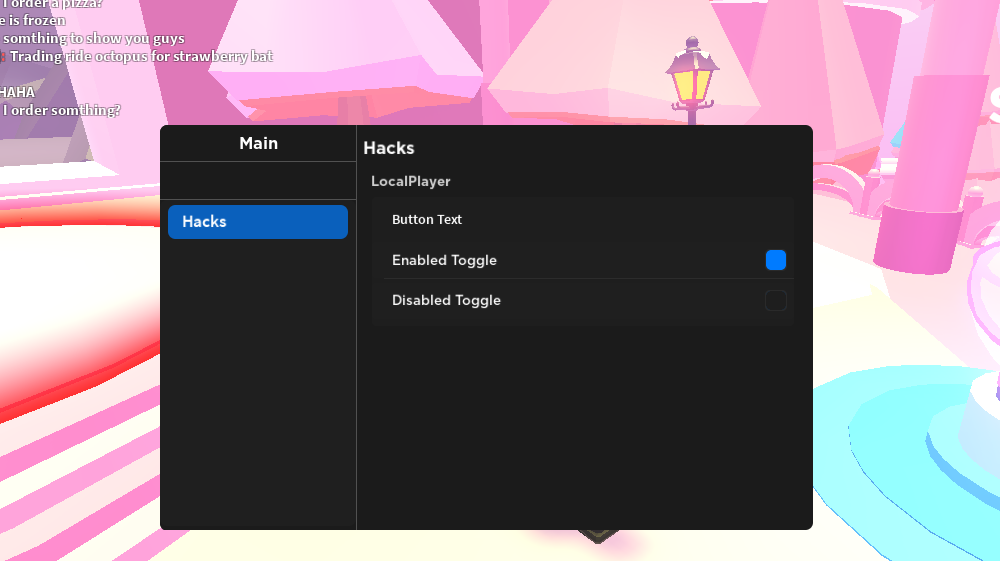 I order a pizza?
e is frozen
somthing to show you guys
Trading ride octopus for strawberry bat
HAHA
I order somthing?
Main
Hacks
Hacks
LocalPlayer
Button Text
Enabled Toggle
Disabled Toggle